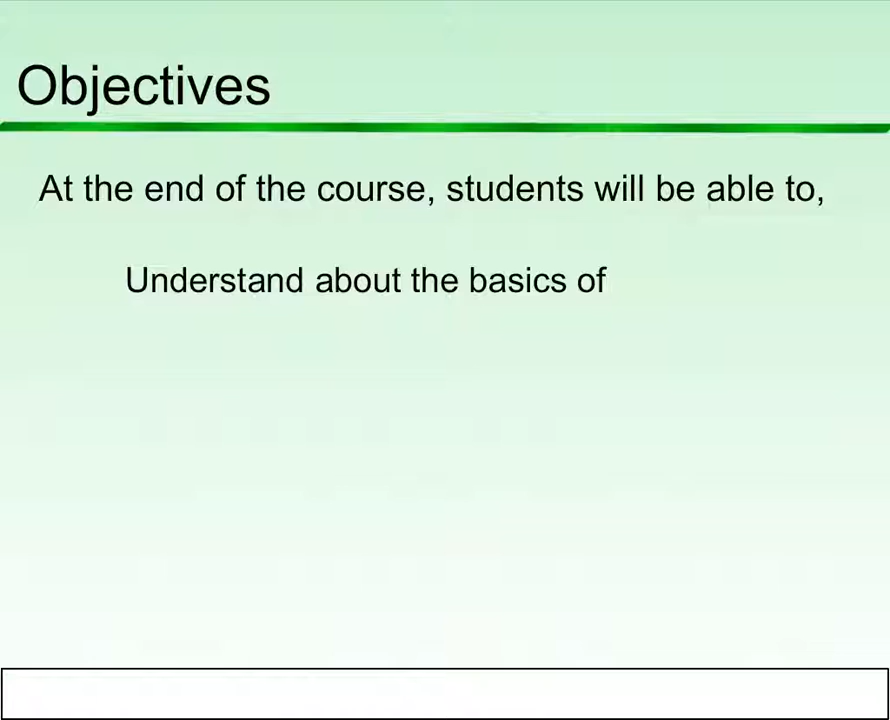 Objectives
At the end of the course, students will be able to,
Understand about the basics of